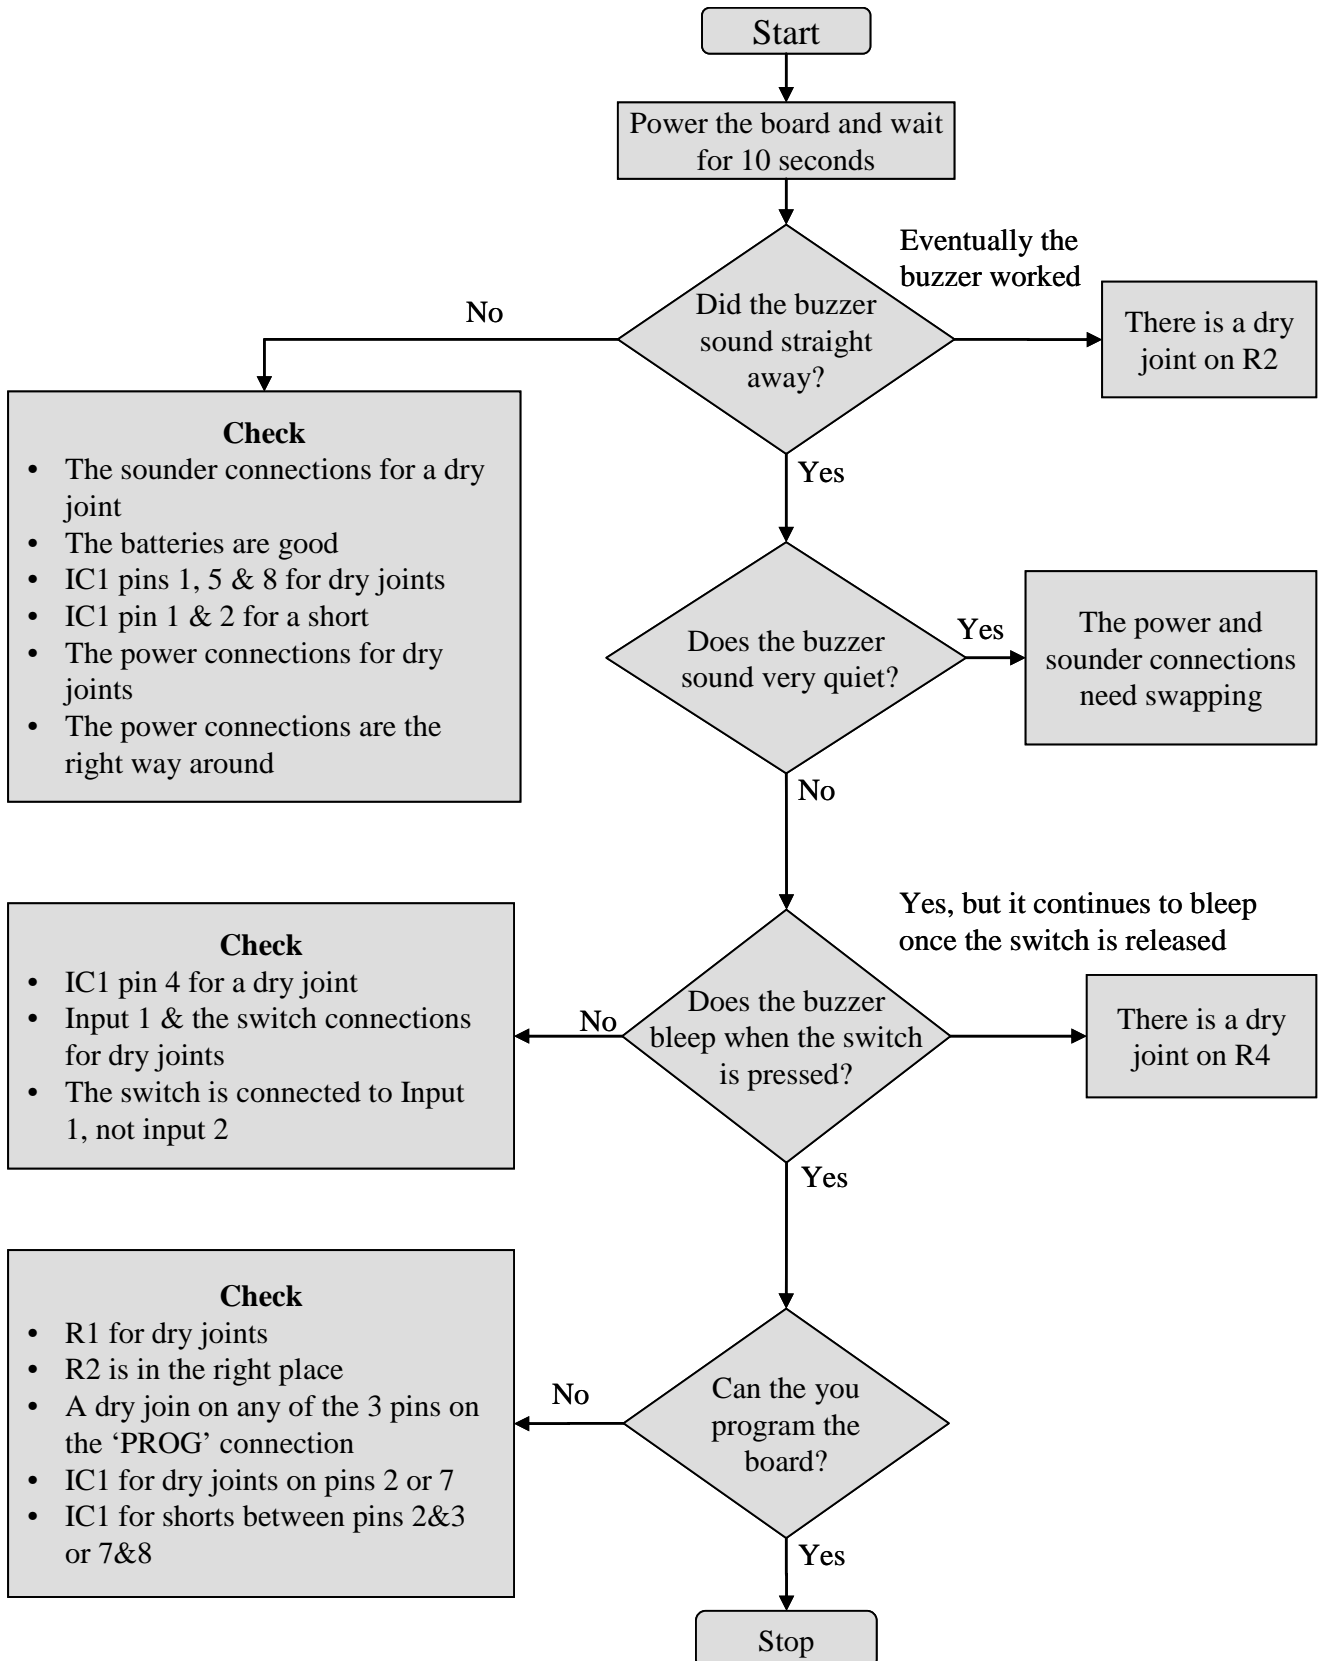 Start
Power the board and wait
for 10 seconds
Did the buzzer
sound straight
away?
Eventually the
buzzer worked
There is a dry
joint on R2
No
Check
• The sounder connections for a dry
joint
• The batteries are good
• IC1 pins 1, 5 & 8 for dry joints
• IC1 pin 1 & 2 for a short
• The power connections for dry
joints
• The power connections are the
right way around
Yes
Does the buzzer
sound very quiet?
Yes
The power and
sounder connections
need swapping
No
Does the buzzer
bleep when the switch
is pressed?
Yes, but it continues to bleep
once the switch is released
There is a dry
joint on R4
No
Check
• IC1 pin 4 for a dry joint
• Input 1 & the switch connections
for dry joints
• The switch is connected to Input
1, not input 2
Yes
Can the you
program the
board?
No
Check
• R1 for dry joints
• R2 is in the right place
• A dry join on any of the 3 pins on
the ‘PROG’ connection
• IC1 for dry joints on pins 2 or 7
• IC1 for shorts between pins 2&3
or 7&8
Yes
Stop